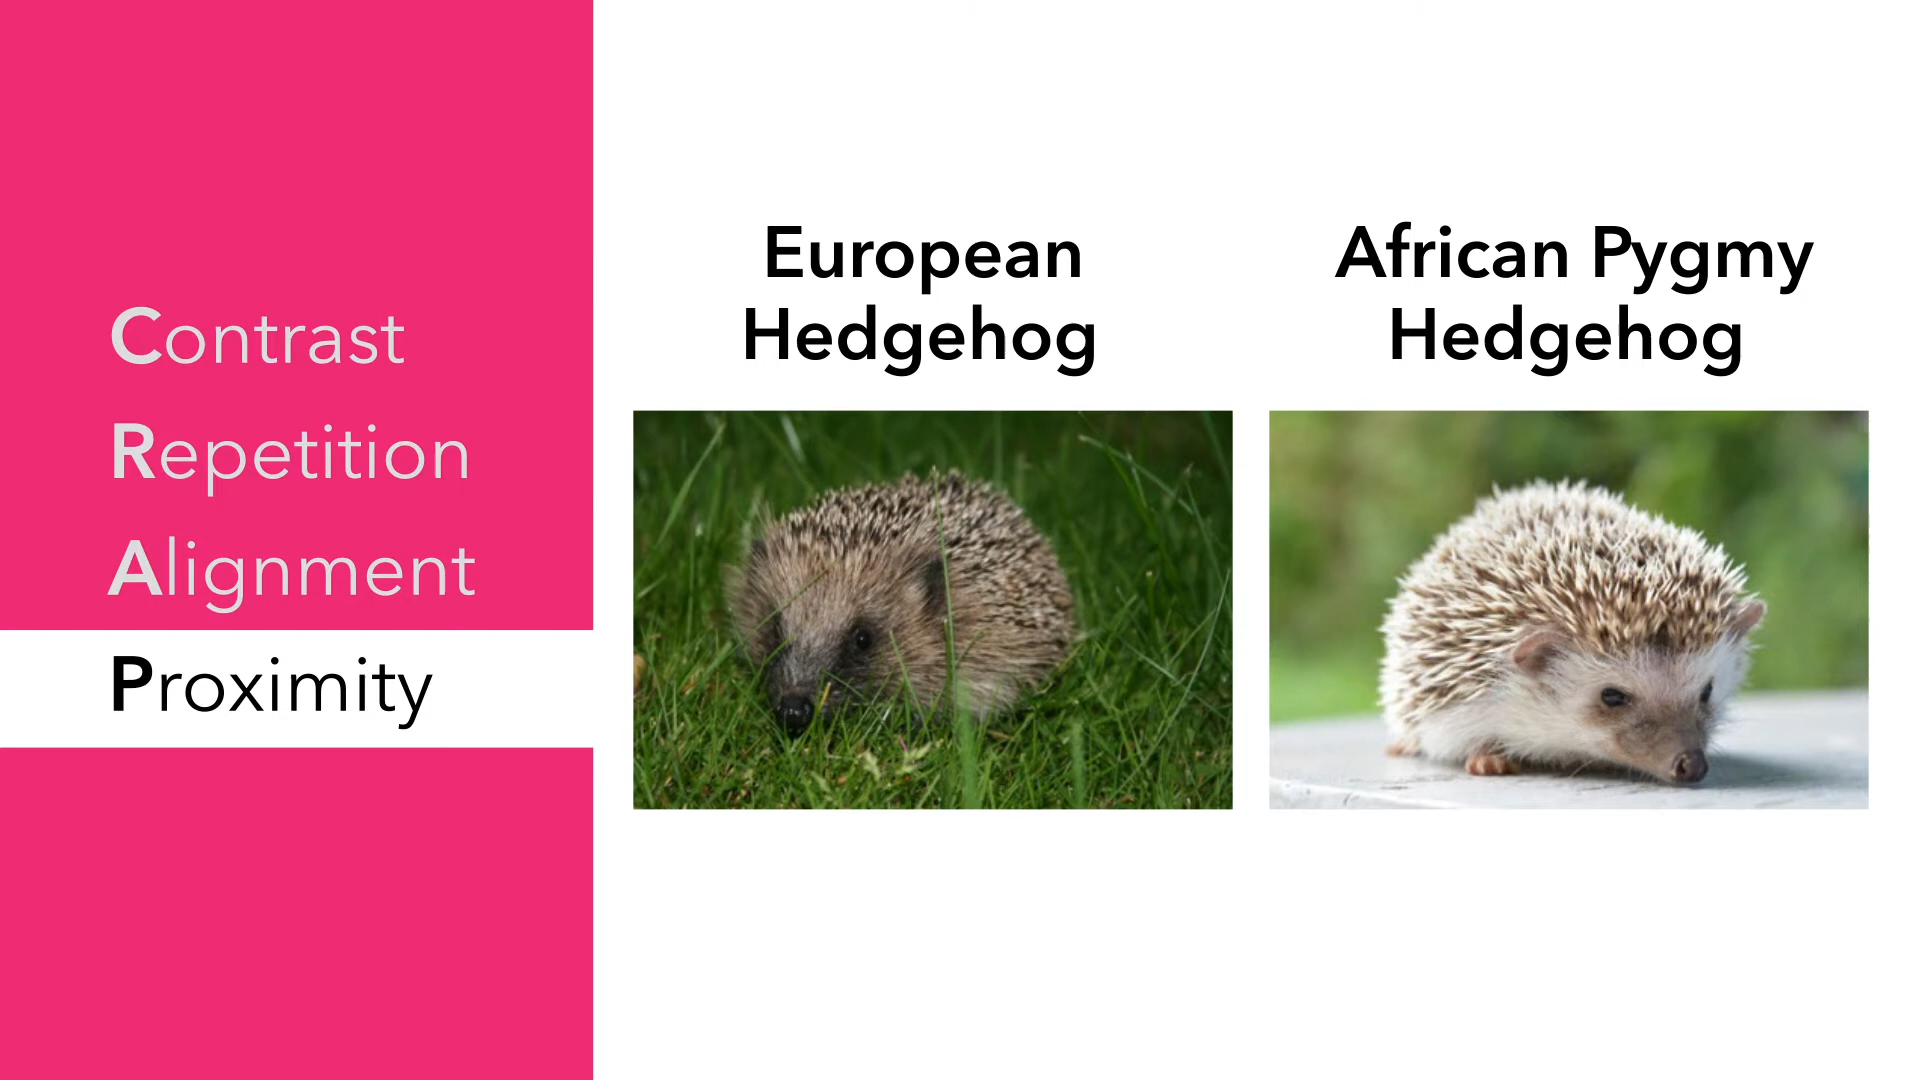 Contrast
Repetition
Alignment
Proximity
European
Hedgehog
African Pygmy
Hedgehog